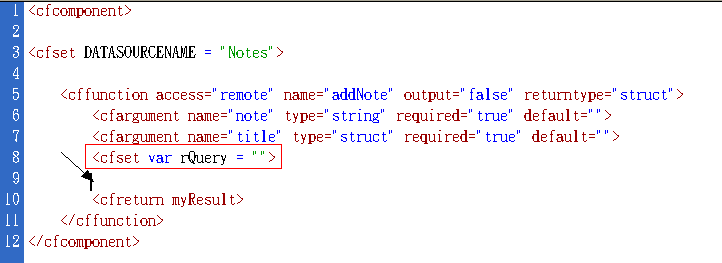 1 <cfcomponent>
2
3 <cfset DATASOURCENAME = "Notes">
4
5 <cffunction access="remote" name="addNote" output="false" returntype="struct">
6 <cfargument name="note" type="string" required="true" default="">
7 <cfargument name="title" type="struct" required="true" default="">
8 <cfset var rQuery = "">
9
10 <cfreturn myResult>
11 </cffunction>
12 </cfcomponent>